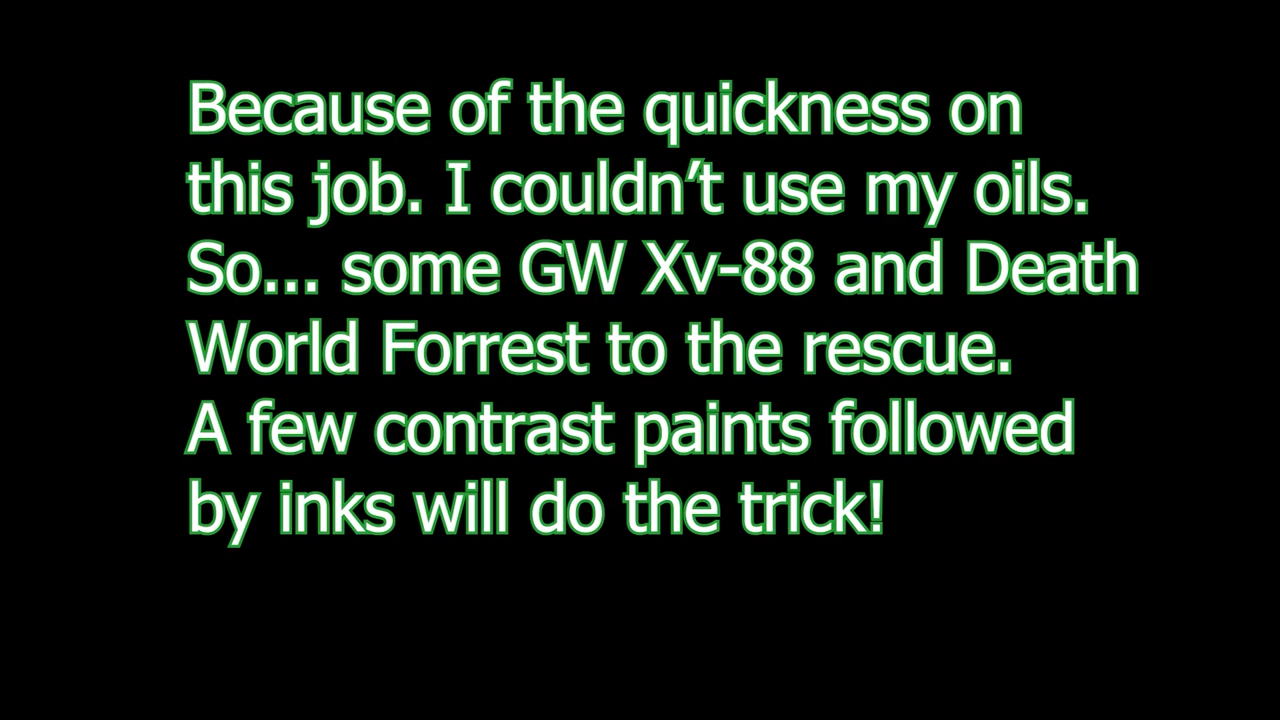 Because of the quickness on
this job. I couldn’t use my oils.
So... some GW Xv-88 and Death
World Forrest to the rescue.
A few contrast paints followed
by inks will do the trick!